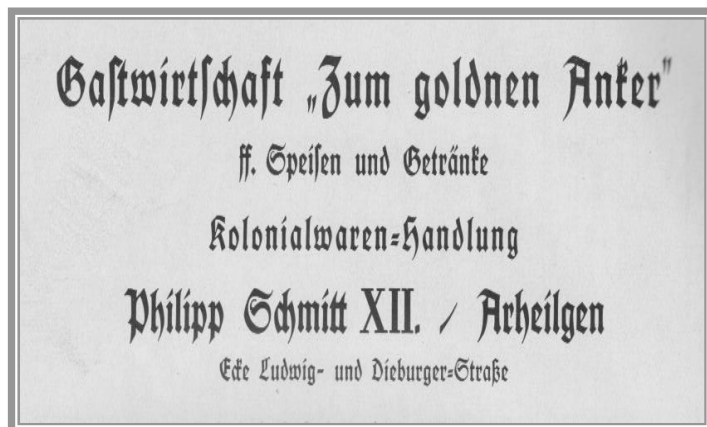 Gaſtwirtſchaft „Zum goldnen Anker"
ff. Speiſen und Getränke
Kolonialwaren-Handlung
Philipp Schmitt XII. / Arheilgen
Ecke Ludwig- und Dieburger-Straße